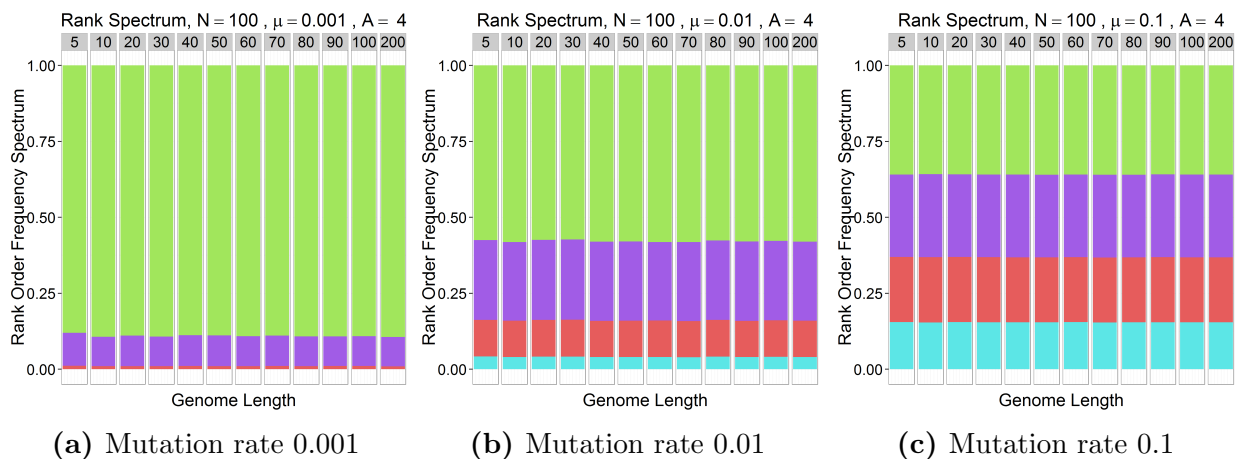 Rank Spectrum, N = 100 , μ = 0.001 , A = 4
5 10 20 30 40 50 60 70 80 90 100 200
Rank Order Frequency Spectrum
1.00
0.75
0.50
0.25
0.00
Genome Length
(a) Mutation rate 0.001
Rank Spectrum, N = 100 , μ = 0.01 , A = 4
5 10 20 30 40 50 60 70 80 90 100 200
Rank Order Frequency Spectrum
1.00
0.75
0.50
0.25
0.00
Genome Length
(b) Mutation rate 0.01
Rank Spectrum, N = 100 , μ = 0.1 , A = 4
5 10 20 30 40 50 60 70 80 90 100 200
Rank Order Frequency Spectrum
1.00
0.75
0.50
0.25
0.00
Genome Length
(c) Mutation rate 0.1